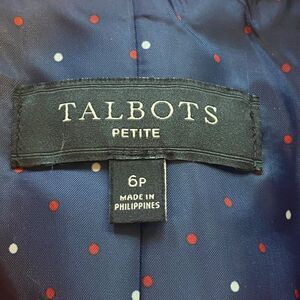 TALBOTS
PETITE
6P
MADE IN
PHILIPPINES